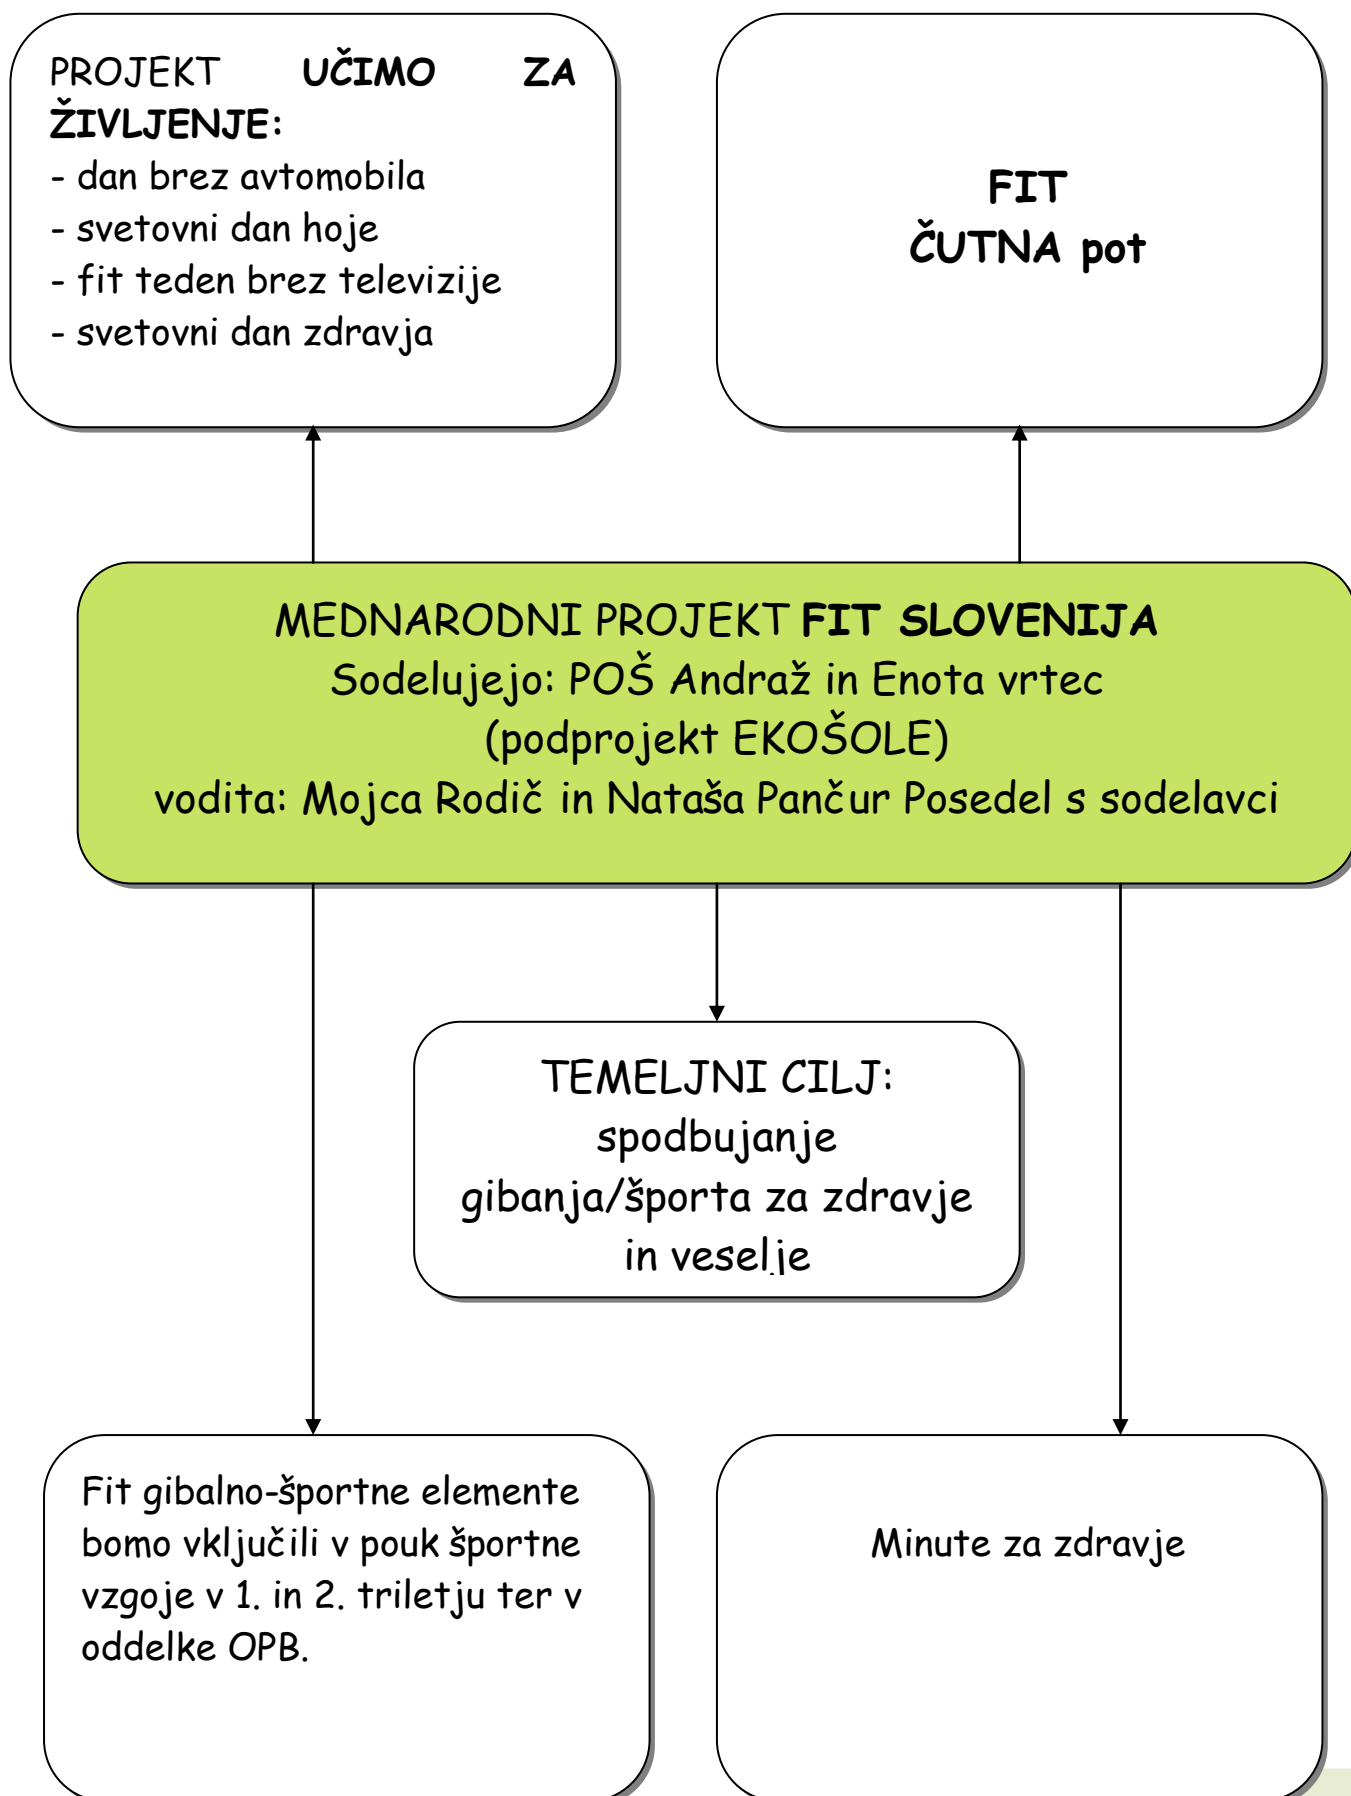 PROJEKT UČIMO ZA
ŽIVLJENJE:
- dan brez avtomobila
- svetovni dan hoje
- fit teden brez televizije
- svetovni dan zdravja
FIT
ČUTNA pot
MEDNARODNI PROJEKT FIT SLOVENIJA
Sodelujejo: POŠ Andraž in Enota vrtec
(podprojekt EKOŠOLE)
vodita: Mojca Rodič in Nataša Pančur Posedel s sodelavci
TEMELJNI CILJ:
spodbujanje
gibanja/športa za zdravje
in veselje
Fit gibalno-športne elemente
bomo vključili v pouk športne
vzgoje v 1. in 2. triletju ter v
oddelke OPB.
Minute za zdravje